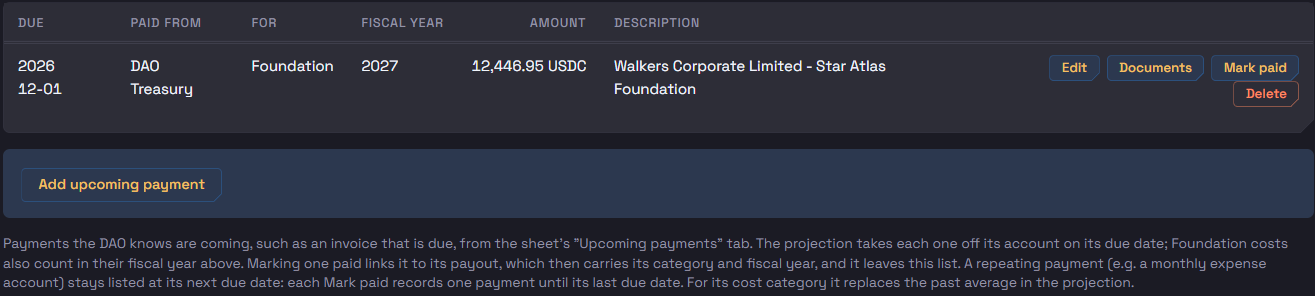 DUE PAID FROM FOR FISCAL YEAR AMOUNT DESCRIPTION
2026 DAO Foundation 2027 12,446.95 USDC Walkers Corporate Limited - Star Atlas Edit Documents Mark paid
12-01 Treasury Foundation Delete
Add upcoming payment
Payments the DAO knows are coming, such as an invoice that is due, from the sheet's "Upcoming payments" tab. The projection takes each one off its account on its due date; Foundation costs
also count in their fiscal year above. Marking one paid links it to its payout, which then carries its category and fiscal year, and it leaves this list. A repeating payment (e.g. a monthly expense
account) stays listed at its next due date: each Mark paid records one payment until its last due date. For its cost category it replaces the past average in the projection.